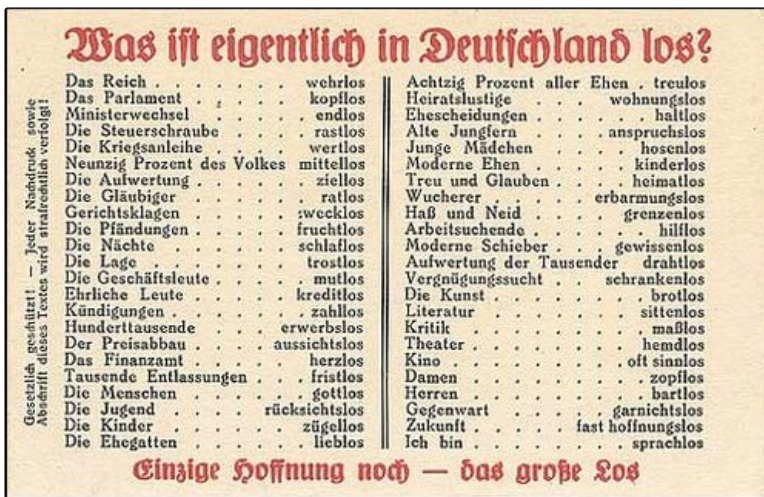 Was ist eigentlich in Deutschland los?
Gesetzlich geschützt! — Jeder Nachdruck sowie
Abschrift dieses Textes wird strafrechtlich verfolgt!
Das Reich . . . . . . . wehrlos
Das Parlament . . . . . . kopflos
Ministerwechsel . . . . . endlos
Die Steuerschraube . . . . rastlos
Die Kriegsanleihe . . . . wertlos
Neunzig Prozent des Volkes mittellos
Die Aufwertung . . . . . . ziellos
Die Gläubiger . . . . . . ratlos
Gerichtsklagen . . . . . zwecklos
Die Pfändungen . . . . . fruchtlos
Die Nächte . . . . . . schlaflos
Die Lage . . . . . . . trostlos
Die Geschäftsleute . . . . . mutlos
Ehrliche Leute . . . . . kreditlos
Kündigungen . . . . . . zahllos
Hunderttausende . . . . erwerbslos
Der Preisabbau . . . . aussichtslos
Das Finanzamt . . . . . herzlos
Tausende Entlassungen . . . fristlos
Die Menschen . . . . . . gottlos
Die Jugend . . . . rücksichtslos
Die Kinder . . . . . . zügellos
Die Ehegatten . . . . . . lieblos
Achtzig Prozent aller Ehen . treulos
Heiratslustige . . . . wohnungslos
Ehescheidungen . . . . . haltlos
Alte Jungfern . . . . anspruchslos
Junge Mädchen . . . . . hosenlos
Moderne Ehen . . . . . kinderlos
Treu und Glauben . . . . heimatlos
Wucherer . . . . . erbarmungslos
Haß und Neid . . . . . grenzenlos
Arbeitsuchende . . . . . hilflos
Moderne Schieber . . . gewissenlos
Aufwertung der Tausender drahtlos
Vergnügungssucht . . . schrankenlos
Die Kunst . . . . . . . brotlos
Literatur . . . . . . . sittenlos
Kritik . . . . . . . . maßlos
Theater . . . . . . . hemdlos
Kino . . . . . . . oft sinnlos
Damen . . . . . . . . zopflos
Herren . . . . . . . . bartlos
Gegenwart . . . . . garnichtslos
Zukunft . . . . . fast hoffnungslos
Ich bin . . . . . . . sprachlos
Einzige Hoffnung noch — das große Los